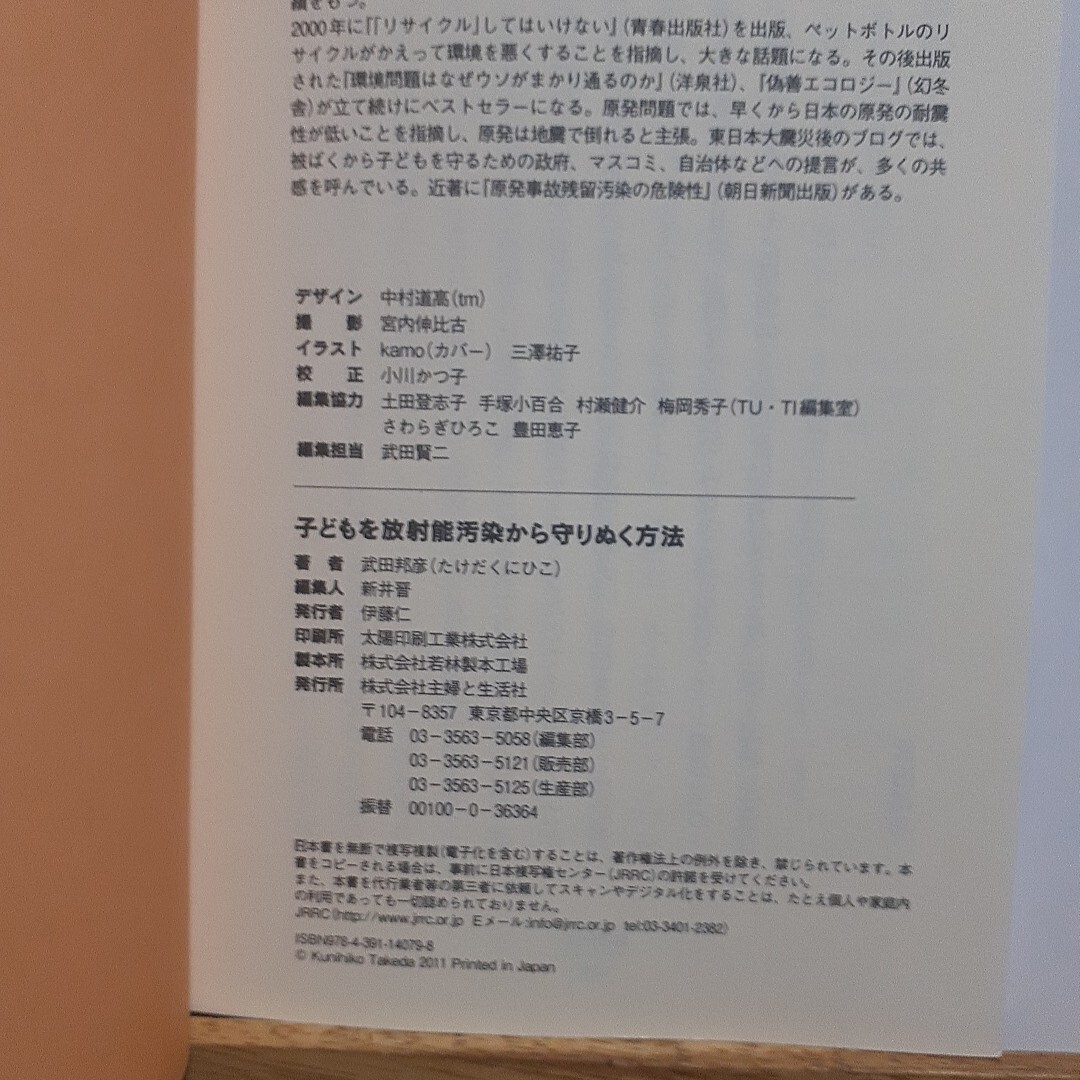 顔をもつ。
2000年に『「リサイクル」してはいけない』（青春出版社）を出版、ペットボトルのリ
サイクルがかえって環境を悪くすることを指摘し、大きな話題になる。その後出版
された『環境問題はなぜウソがまかり通るのか』（洋泉社）、『偽善エコロジー』（幻冬
舎）が立て続けにベストセラーになる。原発問題では、早くから日本の原発の耐震
性が低いことを指摘し、原発は地震で倒れると主張。東日本大震災後のブログでは、
被ばくから子どもを守るための政府、マスコミ、自治体などへの提言が、多くの共
感を呼んでいる。近著に『原発事故残留汚染の危険性』（朝日新聞出版）がある。
デザイン 中村道高（tm）
撮　影 宮内伸比古
イラスト kamo（カバー） 三澤祐子
校　正 小川かつ子
編集協力 土田登志子 手塚小百合 村瀬健介 梅岡秀子（TU・TI編集室）
さわらぎひろこ 豊田恵子
編集担当 武田賢二
子どもを放射能汚染から守りぬく方法
著　者 武田邦彦（たけだくにひこ）
編集人 新井晋
発行者 伊藤仁
印刷所 太陽印刷工業株式会社
製本所 株式会社若林製本工場
発行所 株式会社主婦と生活社
〒104-8357 東京都中央区京橋3-5-7
電話 03-3563-5058（編集部）
03-3563-5121（販売部）
03-3563-5125（生産部）
振替 00100-0-36364
日本書を無断で複写複製（電子化を含む）することは、著作権法上の例外を除き、禁じられています。本
書をコピーされる場合は、事前に日本複写権センター（JRRC）の許諾を受けてください。
また、本書を代行業者等の第三者に依頼してスキャンやデジタル化をすることは、たとえ個人や家庭内
の利用であっても一切認められておりません。
JRRC（http://www.jrrc.or.jp Eメール:info@jrrc.or.jp tel:03-3401-2382）
ISBN978-4-391-14079-8
© Kunihiko Takeda 2011 Printed in Japan